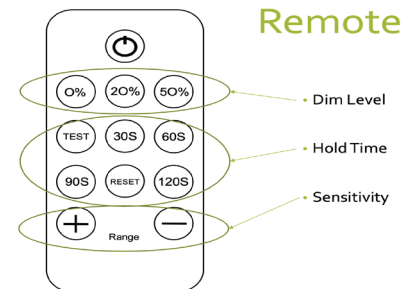 Remote
0% 20% 50%
• Dim Level
TEST 30S 60S
• Hold Time
90S RESET 120S
• Sensitivity
+ Range −